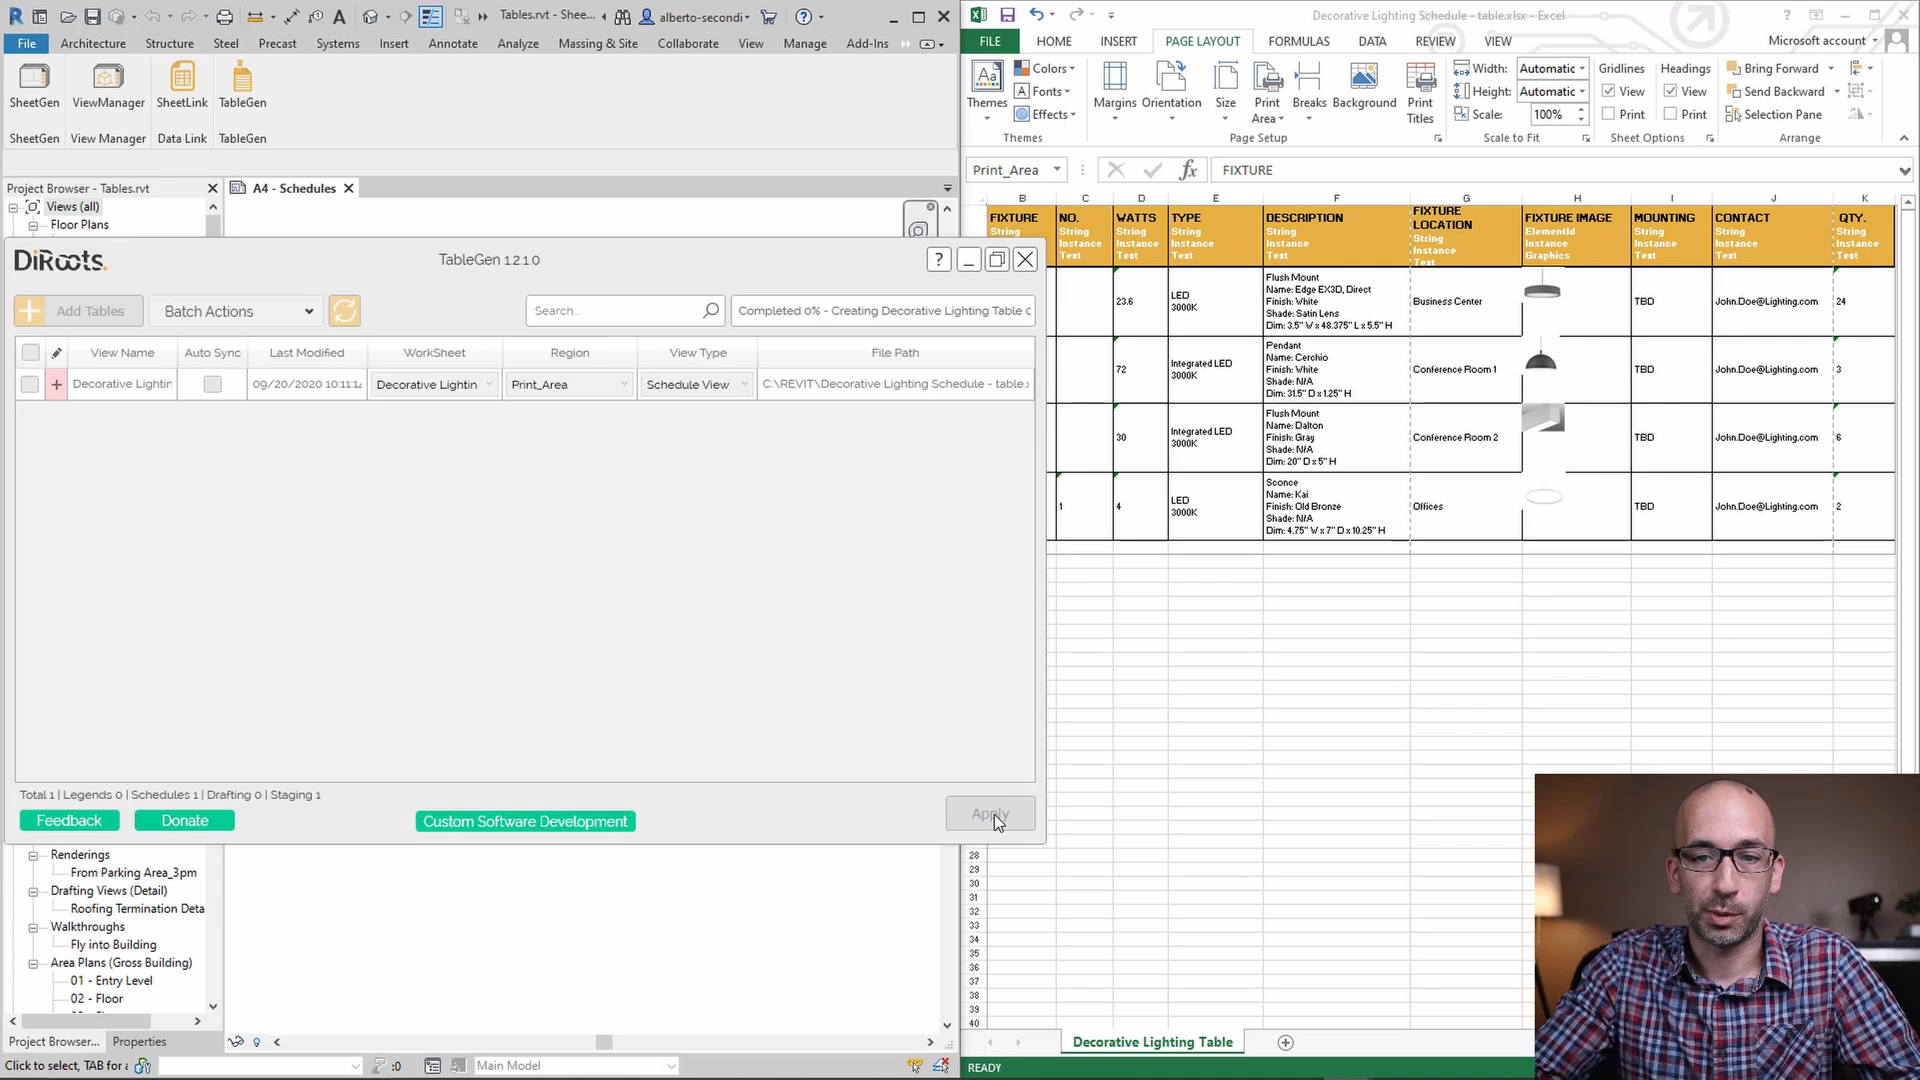 Tables.rvt - Shee...
alberto-secondi
File
Architecture
Structure
Steel
Precast
Systems
Insert
Annotate
Analyze
Massing & Site
Collaborate
View
Manage
Add-Ins
SheetGen
ViewManager
SheetLink
TableGen
SheetGen
View Manager
Data Link
TableGen
Project Browser - Tables.rvt
A4 - Schedules
Views (all)
Floor Plans
DiRoots.
TableGen 1.2.1.0
?
Add Tables
Batch Actions
Search...
Completed 0% - Creating Decorative Lighting Table
View Name
Auto Sync
Last Modified
WorkSheet
Region
View Type
File Path
Decorative Lightin
09/20/2020 10:11:1
Decorative Lightin
Print_Area
Schedule View
C:\REVIT\Decorative Lighting Schedule - table.
Total 1 | Legends 0 | Schedules 1 | Drafting 0 | Staging 1
Feedback
Donate
Custom Software Development
Apply
Renderings
From Parking Area_3pm
Drafting Views (Detail)
Roofing Termination Deta
Walkthroughs
Fly into Building
Area Plans (Gross Building)
01 - Entry Level
02 - Floor
Project Browser...
Properties
Click to select, TAB for a
:0
Main Model
Decorative Lighting Schedule - table.xlsx - Excel
FILE
HOME
INSERT
PAGE LAYOUT
FORMULAS
DATA
REVIEW
VIEW
Microsoft account
Themes
Colors
Fonts
Effects
Margins
Orientation
Size
Print Area
Breaks
Background
Print Titles
Width:
Automatic
Height:
Automatic
Scale:
100%
Gridlines
View
Print
Headings
View
Print
Bring Forward
Send Backward
Selection Pane
Themes
Page Setup
Scale to Fit
Sheet Options
Arrange
Print_Area
fx
FIXTURE
B C D E F G H I J K
FIXTURE
String
NO.
String
Instance
Text
WATTS
String
Instance
Text
TYPE
String
Instance
Text
DESCRIPTION
String
Instance
Text
FIXTURE
LOCATION
String
Instance
Text
FIXTURE IMAGE
ElementId
Instance
Graphics
MOUNTING
String
Instance
Text
CONTACT
String
Instance
Text
QTY.
String
Instance
Text
23.6
LED
3000K
Flush Mount
Name: Edge EX3D, Direct
Finish: White
Shade: Satin Lens
Dim: 3.5" W x 48.375" L x 5.5" H
Business Center
TBD
John.Doe@Lighting.com
24
72
Integrated LED
3000K
Pendant
Name: Cerchio
Finish: White
Shade: N/A
Dim: 31.5" D x 1.25" H
Conference Room 1
TBD
John.Doe@Lighting.com
3
30
Integrated LED
3000K
Flush Mount
Name: Dalton
Finish: Gray
Shade: N/A
Dim: 20" D x 5" H
Conference Room 2
TBD
John.Doe@Lighting.com
6
1
4
LED
3000K
Sconce
Name: Kai
Finish: Old Bronze
Shade: N/A
Dim: 4.75" W x 7" D x 10.25" H
Offices
TBD
John.Doe@Lighting.com
2
28
29
30
31
32
33
34
35
36
37
38
39
40
Decorative Lighting Table
READY